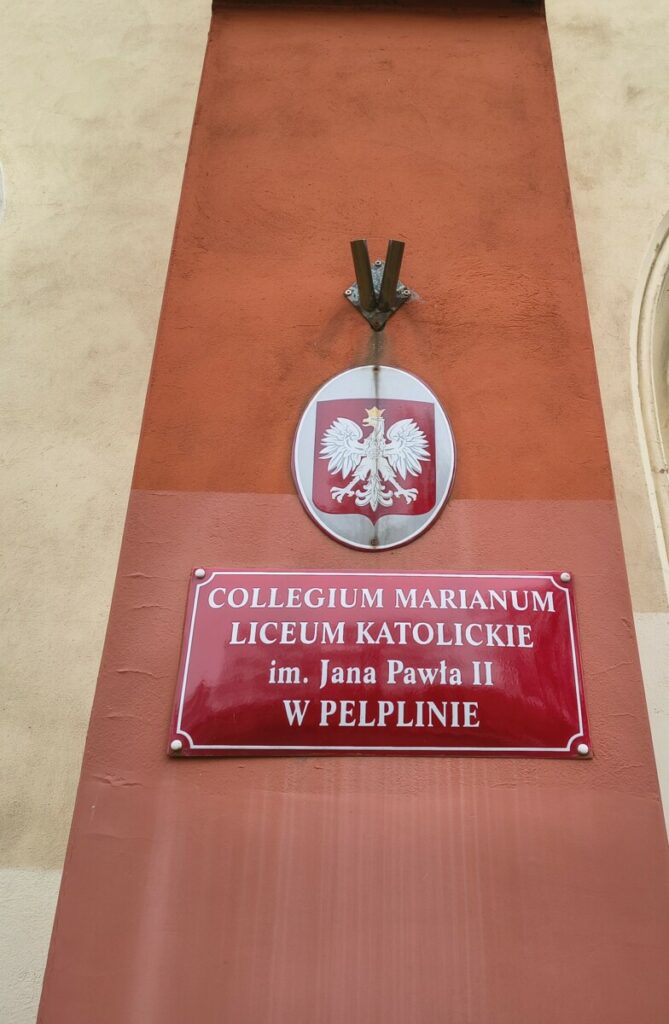 COLLEGIUM MARIANUM
LICEUM KATOLICKIE
im. Jana Pawła II
W PELPLINIE